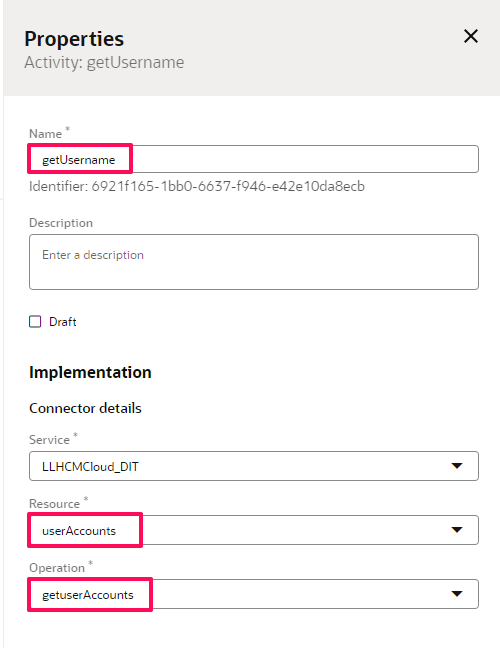 Properties
Activity: getUsername
Name *
getUsername
Identifier: 6921f165-1bb0-6637-f946-e42e10da8ecb
Description
Enter a description
Draft
Implementation
Connector details
Service *
LLHCMCloud_DIT
Resource *
userAccounts
Operation *
getuserAccounts